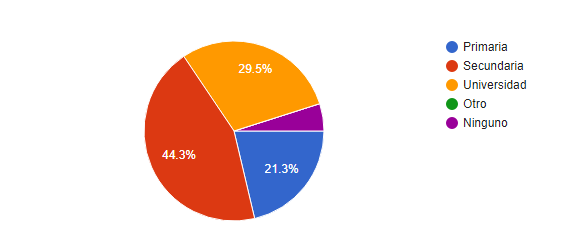 29.5%
44.3%
21.3%
Primaria
Secundaria
Universidad
Otro
Ninguno